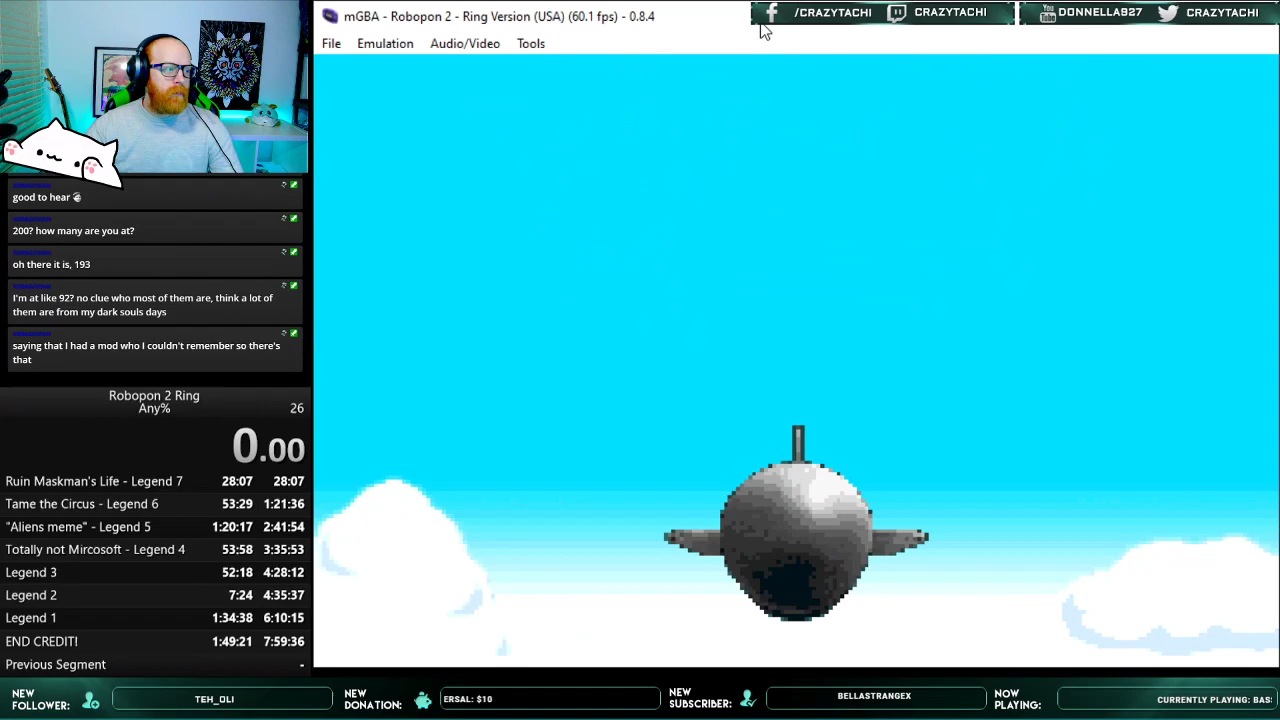 mGBA - Robopon 2 - Ring Version (USA) (60.1 fps) - 0.8.4
/CRAZYTACHI
CRAZYTACHI
You Tube
DONNELLA827
CRAZYTACHI
File Emulation Audio/Video Tools
good to hear
200? how many are you at?
oh there it is, 193
I'm at like 92? no clue who most of them are, think a lot of
them are from my dark souls days
saying that I had a mod who I couldn't remember so there's
that
Robopon 2 Ring
Any% 26
0.00
Ruin Maskman's Life - Legend 7 28:07 28:07
Tame the Circus - Legend 6 53:29 1:21:36
"Aliens meme" - Legend 5 1:20:17 2:41:54
Totally not Mircosoft - Legend 4 53:58 3:35:53
Legend 3 52:18 4:28:12
Legend 2 7:24 4:35:37
Legend 1 1:34:38 6:10:15
END CREDIT! 1:49:21 7:59:36
Previous Segment -
NEW FOLLOWER:
TEH_OLI
NEW DONATION:
ERSAL: $10
NEW SUBSCRIBER:
BELLASTRANGEX
NOW PLAYING:
CURRENTLY PLAYING: BAS